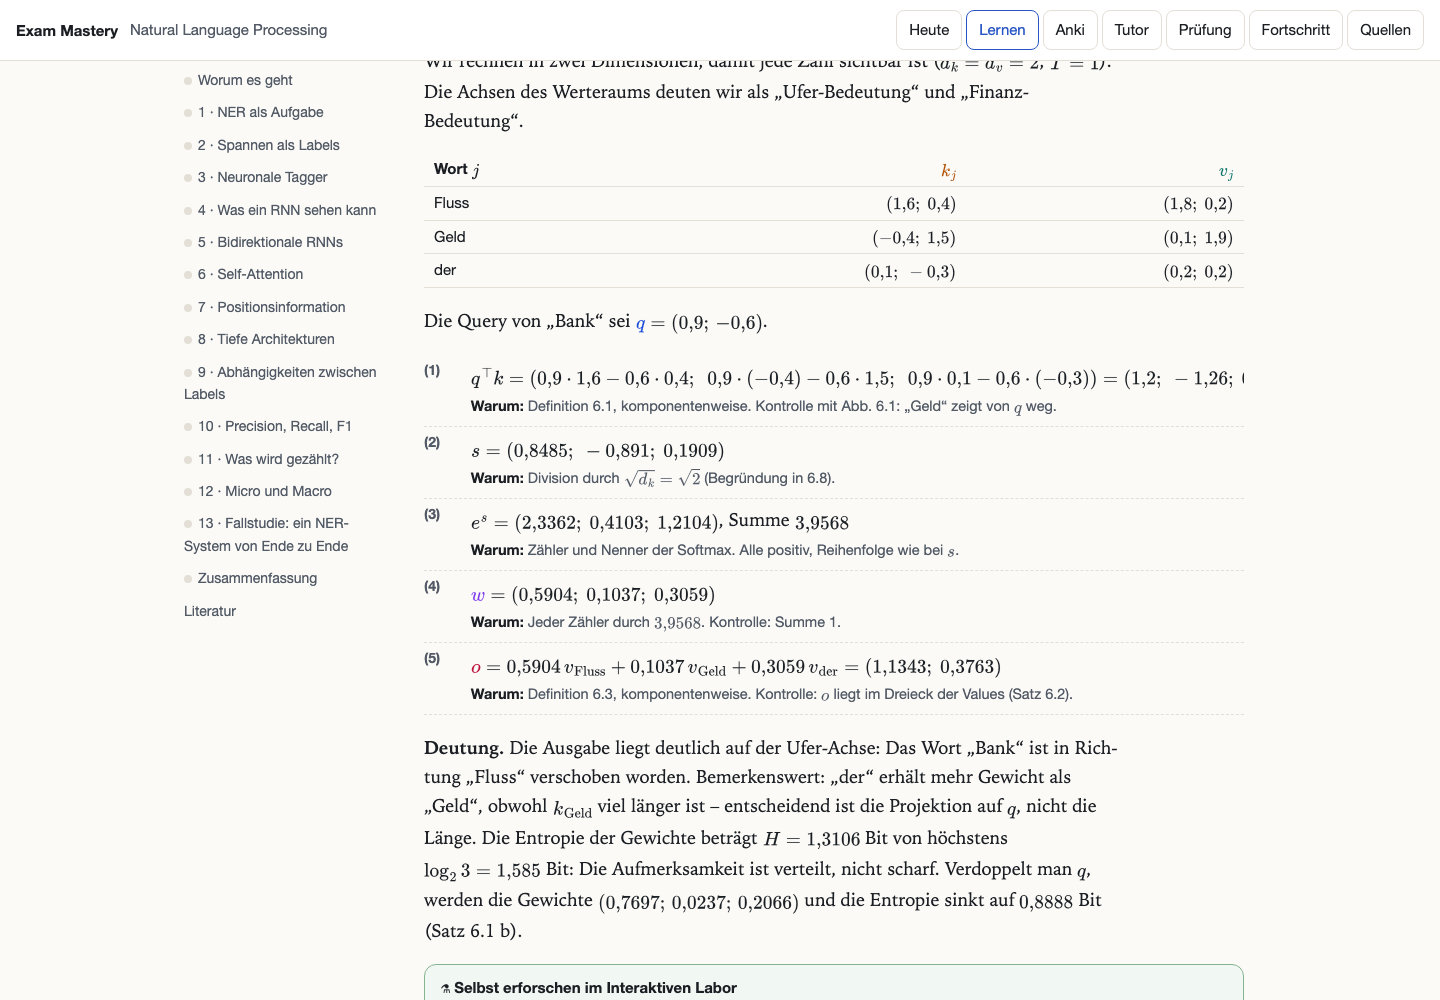 Exam Mastery Natural Language Processing Heute Lernen Anki Tutor Prüfung Fortschritt Quellen
Worum es geht
1 · NER als Aufgabe
2 · Spannen als Labels
3 · Neuronale Tagger
4 · Was ein RNN sehen kann
5 · Bidirektionale RNNs
6 · Self-Attention
7 · Positionsinformation
8 · Tiefe Architekturen
9 · Abhängigkeiten zwischen
Labels
10 · Precision, Recall, F1
11 · Was wird gezählt?
12 · Micro und Macro
13 · Fallstudie: ein NER-
System von Ende zu Ende
Zusammenfassung
Literatur
Wir rechnen in zwei Dimensionen, damit jede Zahl sichtbar ist (d_k = d_v = 2, T = 1).
Die Achsen des Werteraums deuten wir als „Ufer-Bedeutung“ und „Finanz-
Bedeutung“.
Wort j k_j v_j
Fluss (1,6; 0,4) (1,8; 0,2)
Geld (−0,4; 1,5) (0,1; 1,9)
der (0,1; −0,3) (0,2; 0,2)
Die Query von „Bank“ sei q = (0,9; −0,6).
(1) q⊤k = (0,9 · 1,6 − 0,6 · 0,4; 0,9 · (−0,4) − 0,6 · 1,5; 0,9 · 0,1 − 0,6 · (−0,3)) = (1,2; −1,26;
Warum: Definition 6.1, komponentenweise. Kontrolle mit Abb. 6.1: „Geld“ zeigt von q weg.
(2) s = (0,8485; −0,891; 0,1909)
Warum: Division durch √d_k = √2 (Begründung in 6.8).
(3) e^s = (2,3362; 0,4103; 1,2104), Summe 3,9568
Warum: Zähler und Nenner der Softmax. Alle positiv, Reihenfolge wie bei s.
(4) w = (0,5904; 0,1037; 0,3059)
Warum: Jeder Zähler durch 3,9568. Kontrolle: Summe 1.
(5) o = 0,5904 v_Fluss + 0,1037 v_Geld + 0,3059 v_der = (1,1343; 0,3763)
Warum: Definition 6.3, komponentenweise. Kontrolle: o liegt im Dreieck der Values (Satz 6.2).
Deutung. Die Ausgabe liegt deutlich auf der Ufer-Achse: Das Wort „Bank“ ist in Rich-
tung „Fluss“ verschoben worden. Bemerkenswert: „der“ erhält mehr Gewicht als
„Geld“, obwohl k_Geld viel länger ist – entscheidend ist die Projektion auf q, nicht die
Länge. Die Entropie der Gewichte beträgt H = 1,3106 Bit von höchstens
log₂ 3 = 1,585 Bit: Die Aufmerksamkeit ist verteilt, nicht scharf. Verdoppelt man q,
werden die Gewichte (0,7697; 0,0237; 0,2066) und die Entropie sinkt auf 0,8888 Bit
(Satz 6.1 b).
⚗ Selbst erforschen im Interaktiven Labor